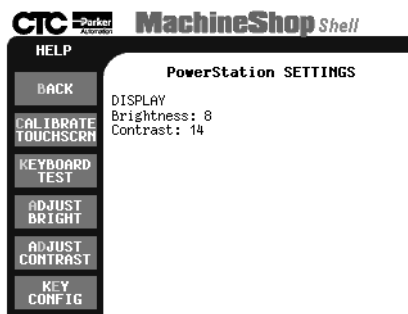 CTC Parker Automation MachineShop Shell
HELP
PowerStation SETTINGS
BACK
DISPLAY
Brightness: 8
Contrast: 14
CALIBRATE
TOUCHSCRN
KEYBOARD
TEST
ADJUST
BRIGHT
ADJUST
CONTRAST
KEY
CONFIG